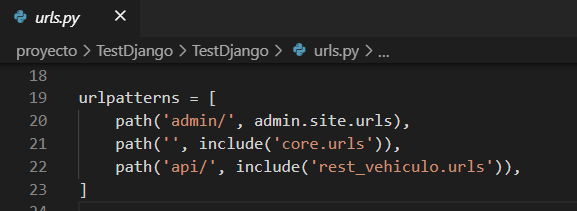 urls.py
proyecto > TestDjango > TestDjango > urls.py > ...
18
19 urlpatterns = [
20     path('admin/', admin.site.urls),
21     path('', include('core.urls')),
22     path('api/', include('rest_vehiculo.urls')),
23 ]
24